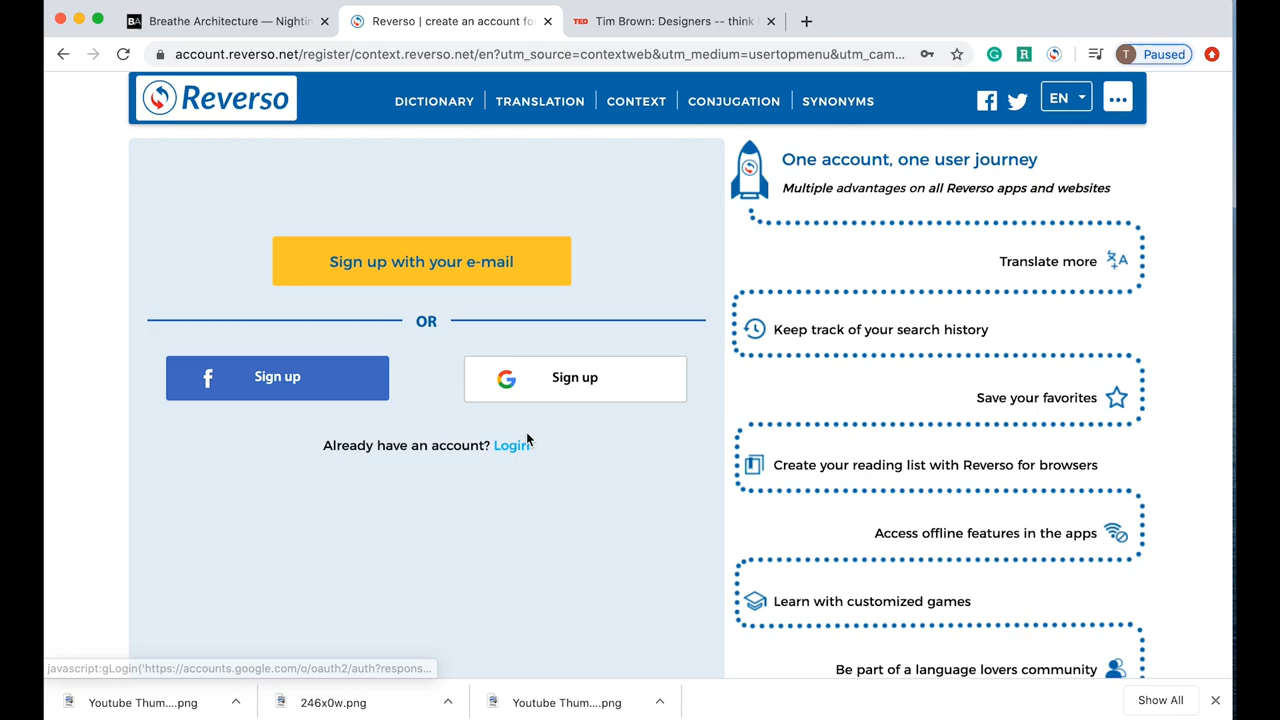 Breathe Architecture — Nightin
Reverso | create an account for
TED Tim Brown: Designers -- think
account.reverso.net/register/context.reverso.net/en?utm_source=contextweb&utm_medium=usertopmenu&utm_cam...
T Paused
Reverso
DICTIONARY TRANSLATION CONTEXT CONJUGATION SYNONYMS
EN
One account, one user journey
Multiple advantages on all Reverso apps and websites
Sign up with your e-mail
OR
Sign up
Sign up
Already have an account? Login
Translate more
Keep track of your search history
Save your favorites
Create your reading list with Reverso for browsers
Access offline features in the apps
Learn with customized games
Be part of a language lovers community
javascript:gLogin('https://accounts.google.com/o/oauth2/auth?respons...
Youtube Thum....png
246x0w.png
Youtube Thum....png
Show All